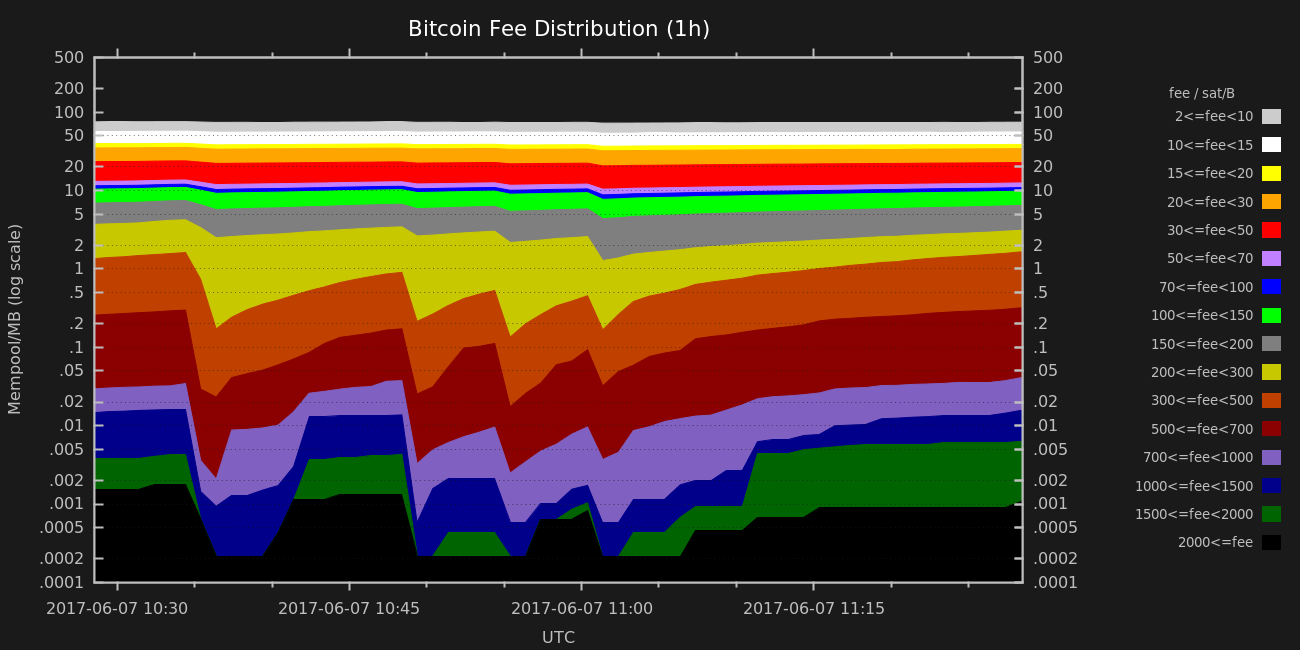 Bitcoin Fee Distribution (1h)
Mempool/MB (log scale)
500
200
100
50
20
10
5
2
1
.5
.2
.1
.05
.02
.01
.005
.002
.001
.0005
.0002
.0001
500
200
100
50
20
10
5
2
1
.5
.2
.1
.05
.02
.01
.005
.002
.001
.0005
.0002
.0001
2017-06-07 10:30 2017-06-07 10:45 2017-06-07 11:00 2017-06-07 11:15
UTC
fee / sat/B
2<=fee<10
10<=fee<15
15<=fee<20
20<=fee<30
30<=fee<50
50<=fee<70
70<=fee<100
100<=fee<150
150<=fee<200
200<=fee<300
300<=fee<500
500<=fee<700
700<=fee<1000
1000<=fee<1500
1500<=fee<2000
2000<=fee